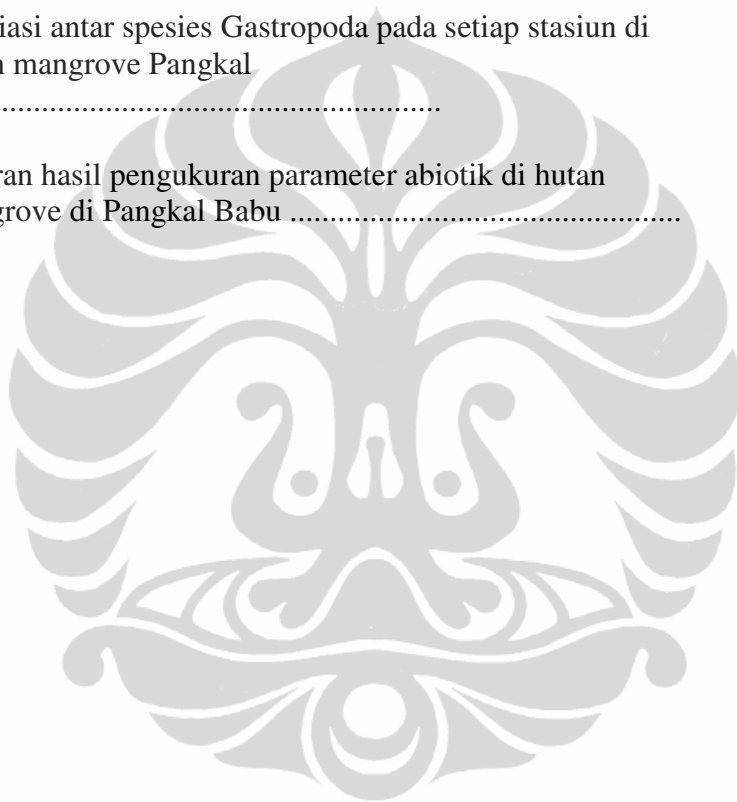 iasi antar spesies Gastropoda pada setiap stasiun di
n mangrove Pangkal
........................................................
ran hasil pengukuran parameter abiotik di hutan
grove di Pangkal Babu .................................................